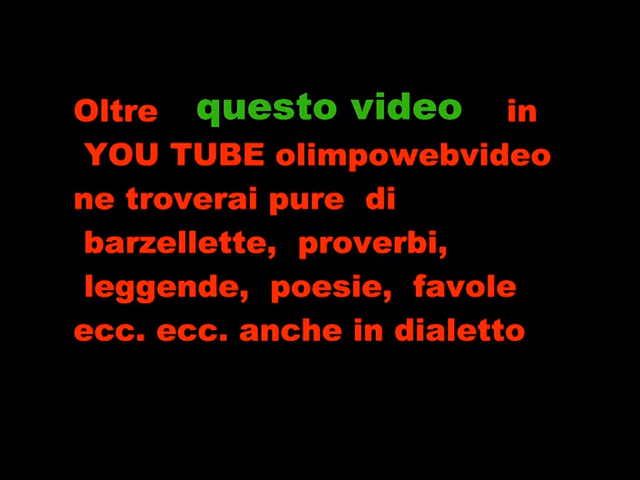 Oltre questo video in
YOU TUBE olimpowebvideo
ne troverai pure di
barzellette, proverbi,
leggende, poesie, favole
ecc. ecc. anche in dialetto